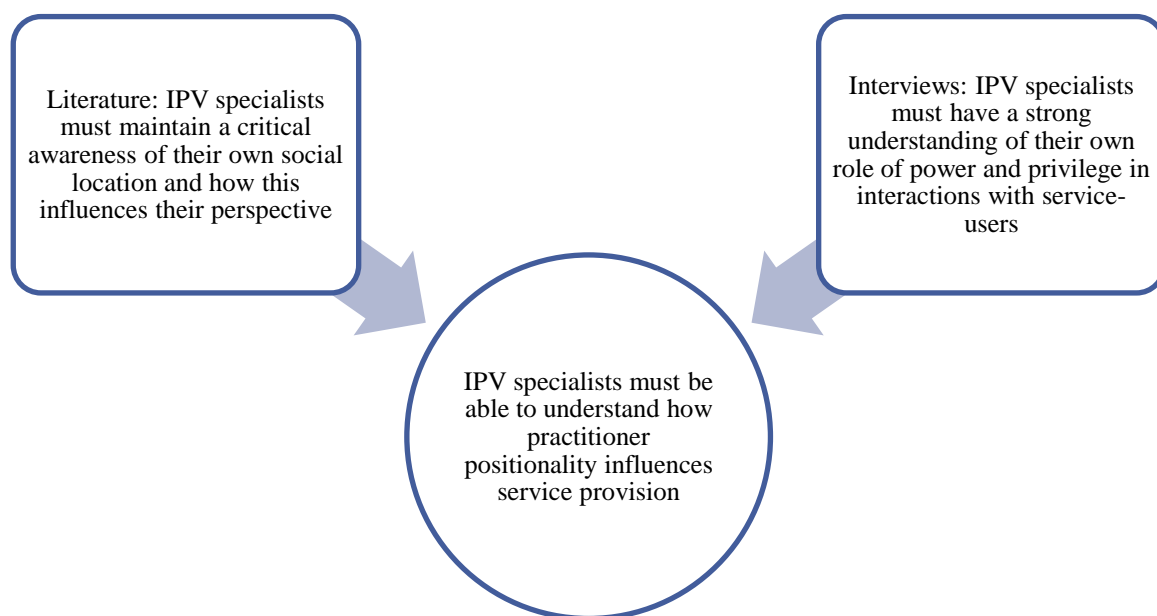 Literature: IPV specialists
must maintain a critical
awareness of their own social
location and how this
influences their perspective
Interviews: IPV specialists
must have a strong
understanding of their own
role of power and privilege in
interactions with service-
users
IPV specialists must be
able to understand how
practitioner
positionality influences
service provision